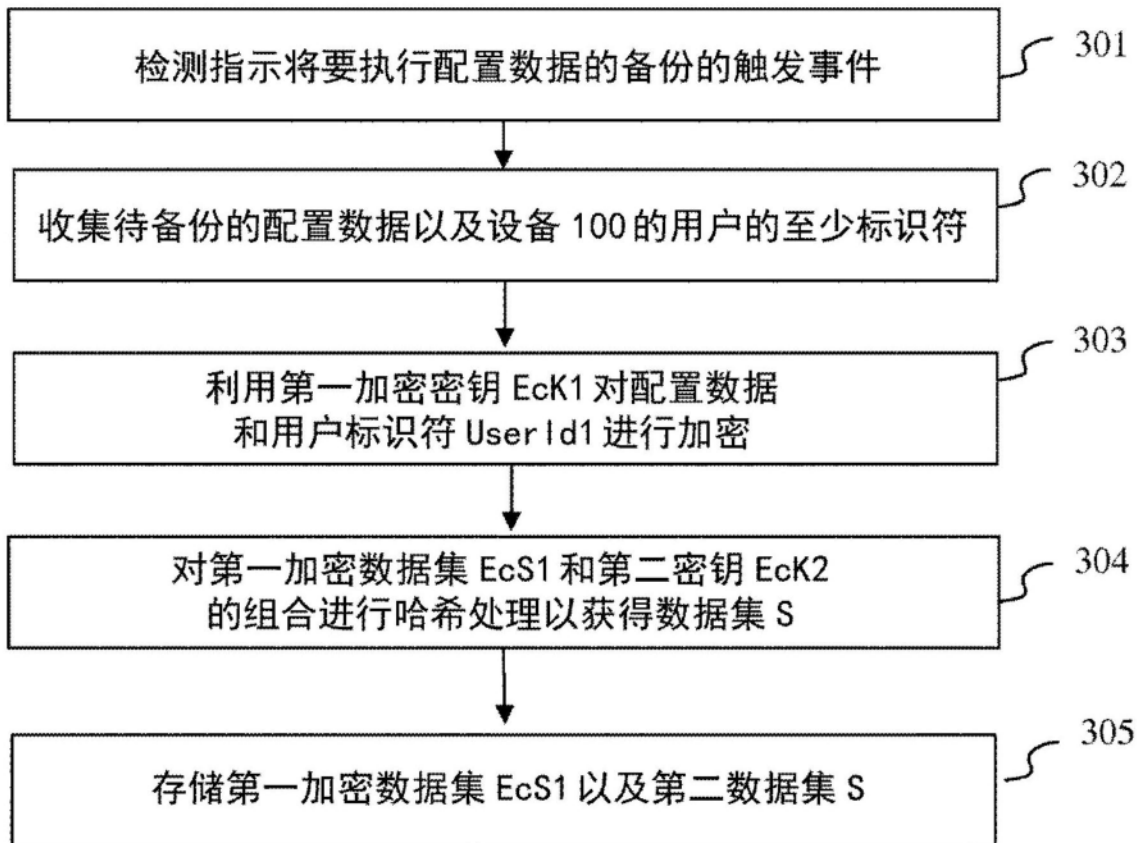 检测指示将要执行配置数据的备份的触发事件
301
收集待备份的配置数据以及设备 100 的用户的至少标识符
302
利用第一加密密钥 EcK1 对配置数据
和用户标识符 UserId1 进行加密
303
对第一加密数据集 EcS1 和第二密钥 EcK2
的组合进行哈希处理以获得数据集 S
304
存储第一加密数据集 EcS1 以及第二数据集 S
305